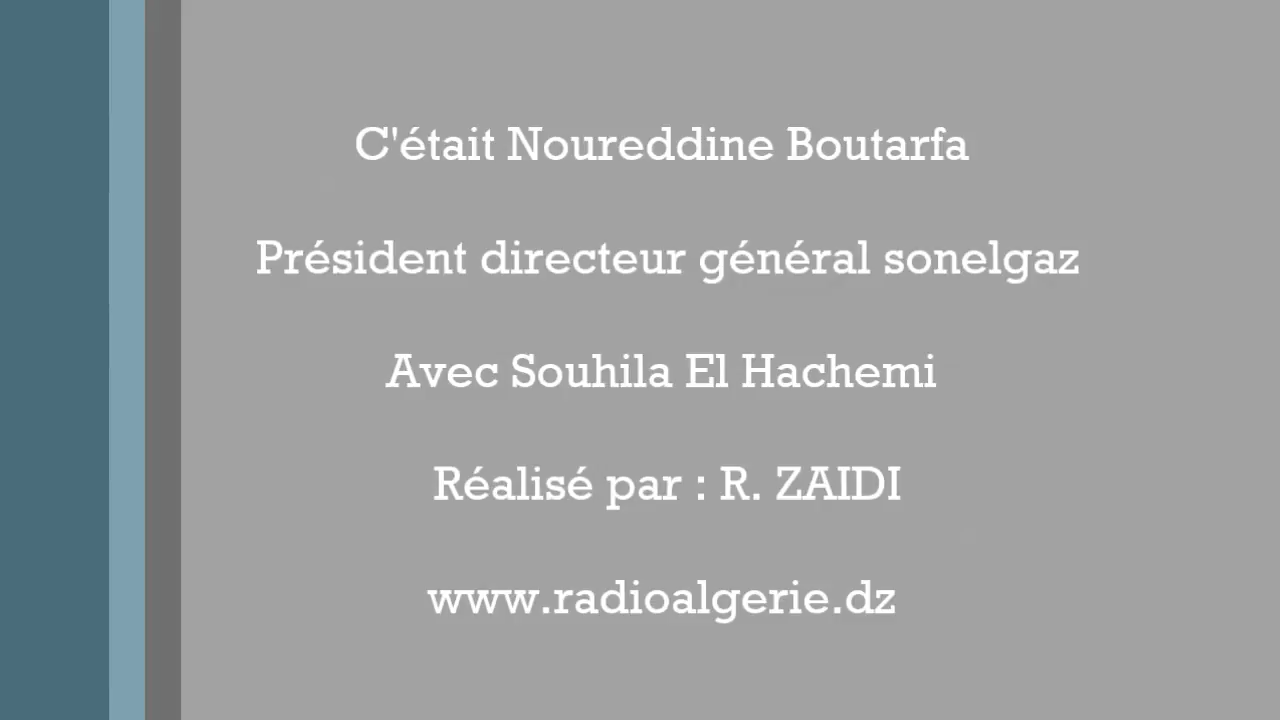 C'était Noureddine Boutarfa
Président directeur général sonelgaz
Avec Souhila El Hachemi
Réalisé par : R. ZAIDI
www.radioalgerie.dz